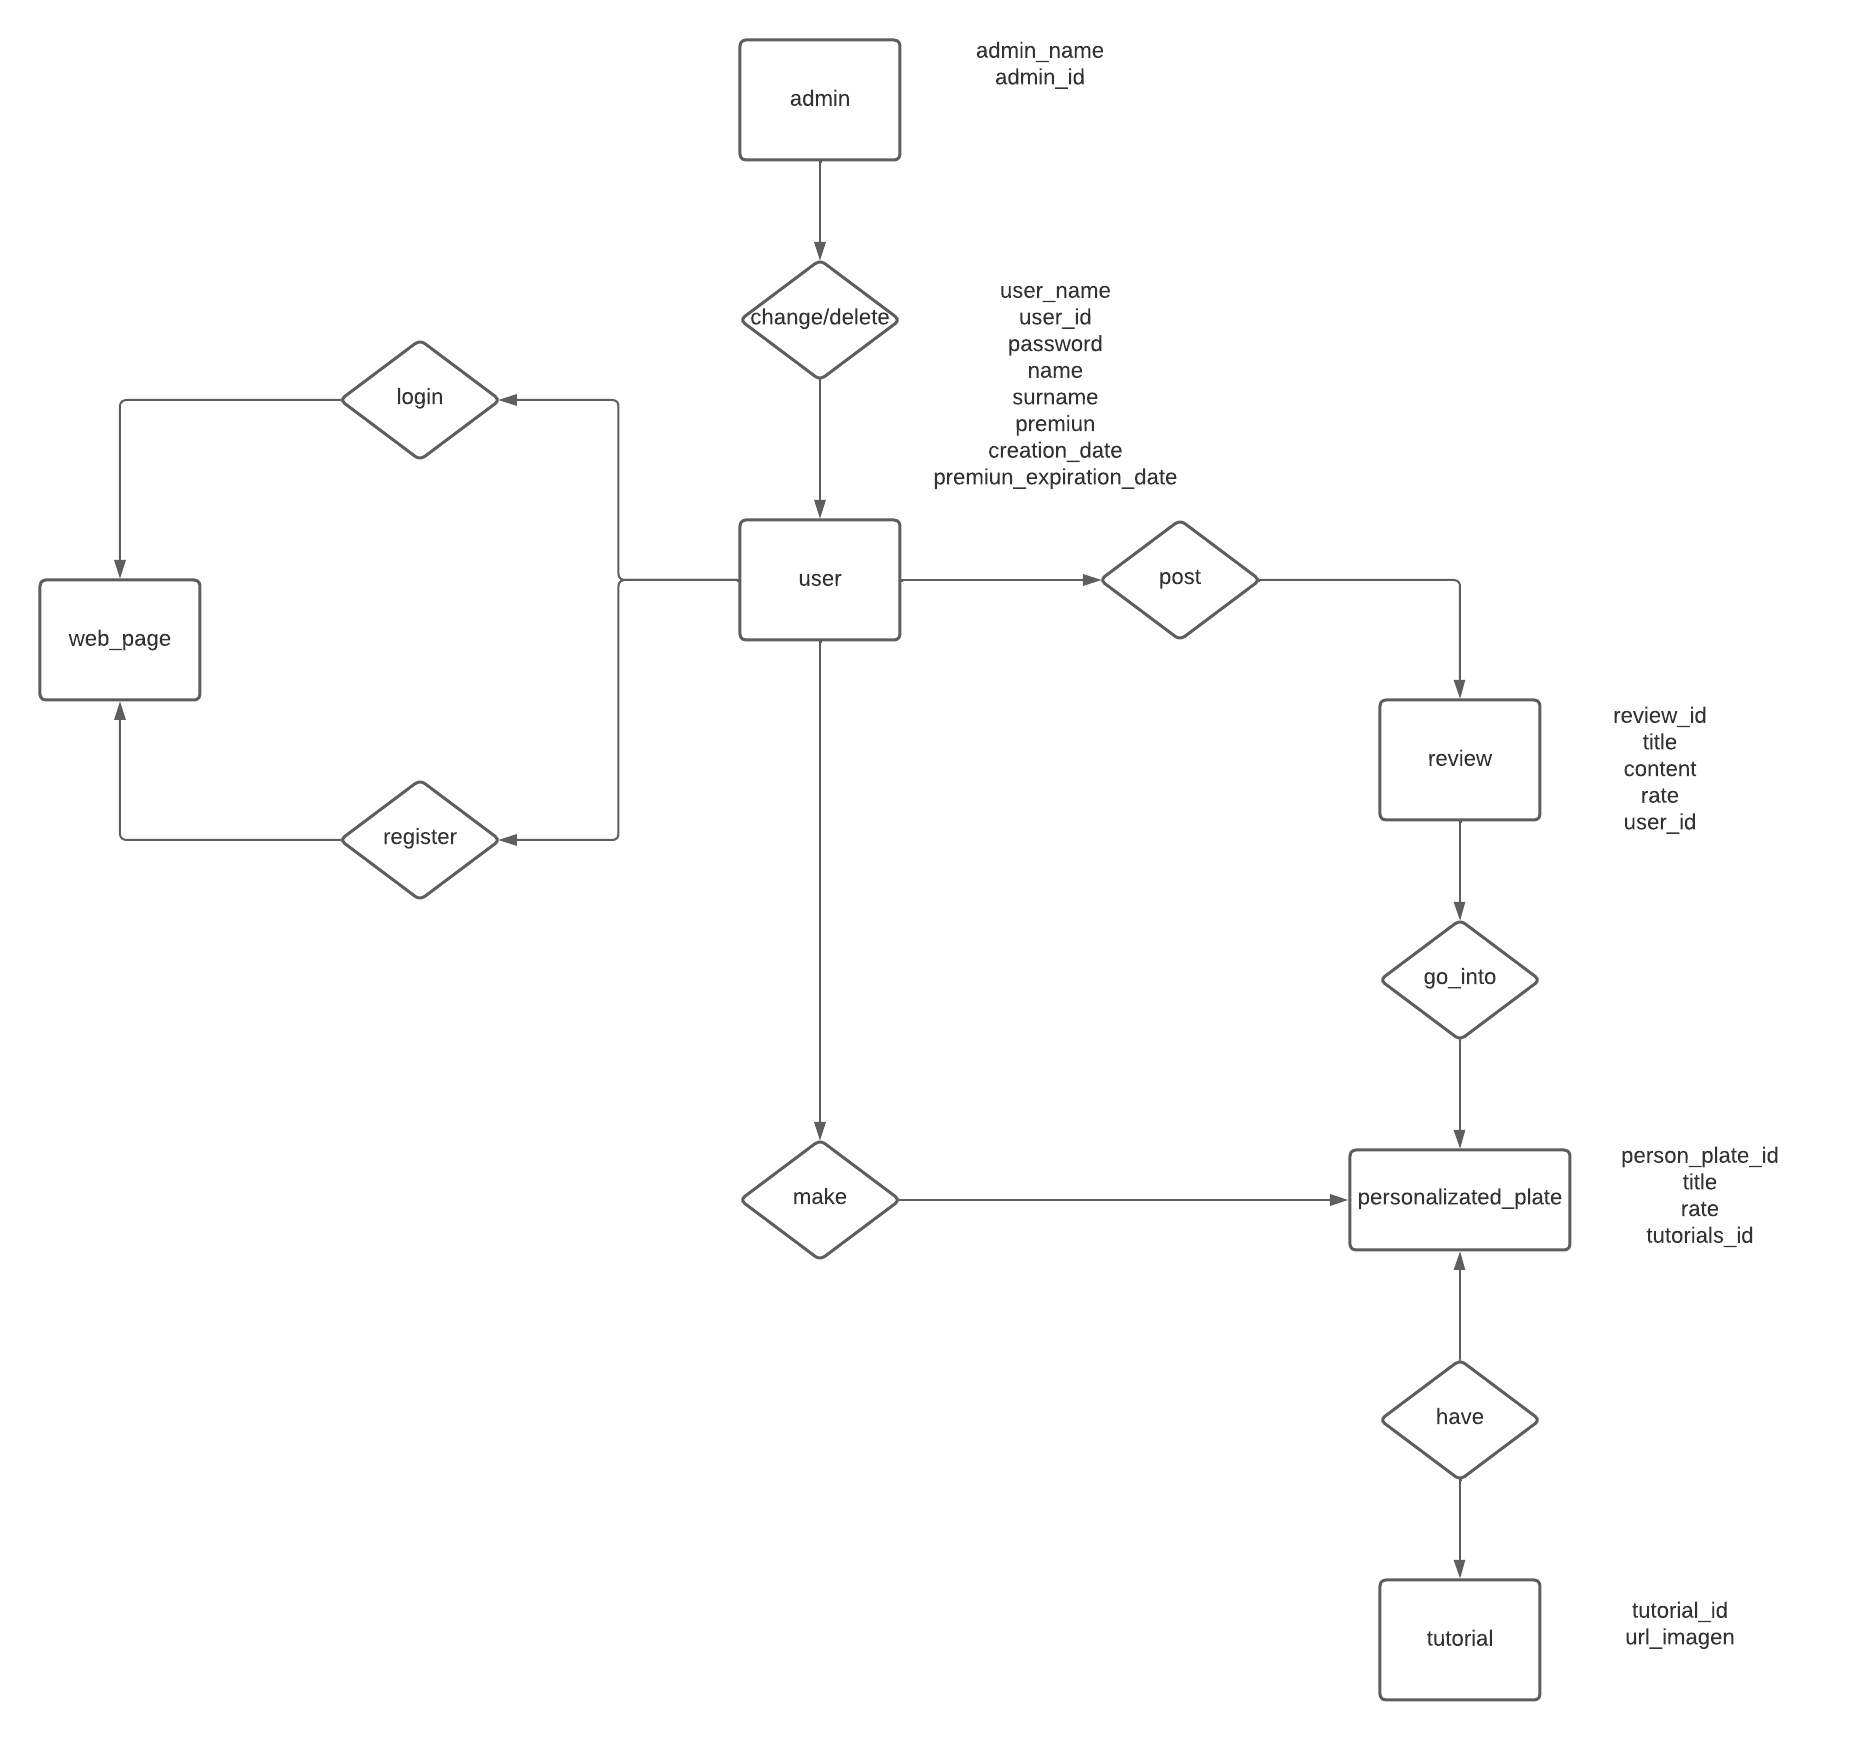 admin_name
admin_id
admin
change/delete
user_name
user_id
password
name
surname
premiun
creation_date
premiun_expiration_date
login
user
post
web_page
review
review_id
title
content
rate
user_id
register
go_into
make
personalizated_plate
person_plate_id
title
rate
tutorials_id
have
tutorial
tutorial_id
url_imagen